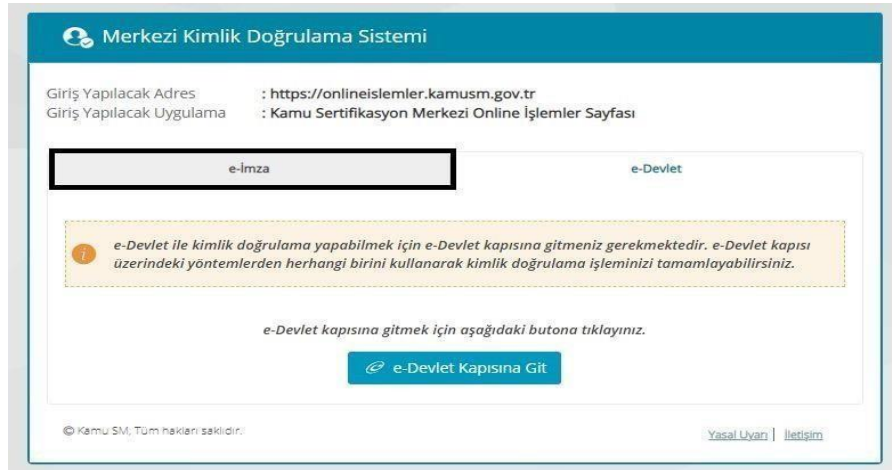 Merkezi Kimlik Doğrulama Sistemi
Giriş Yapılacak Adres : https://onlineislemler.kamusm.gov.tr
Giriş Yapılacak Uygulama : Kamu Sertifikasyon Merkezi Online İşlemler Sayfası
e-İmza e-Devlet
e-Devlet ile kimlik doğrulama yapabilmek için e-Devlet kapısına gitmeniz gerekmektedir. e-Devlet kapısı
üzerindeki yöntemlerden herhangi birini kullanarak kimlik doğrulama işleminizi tamamlayabilirsiniz.
e-Devlet kapısına gitmek için aşağıdaki butona tıklayınız.
e-Devlet Kapısına Git
© Kamu SM, Tüm hakları saklıdır. Yasal Uyarı | İletişim